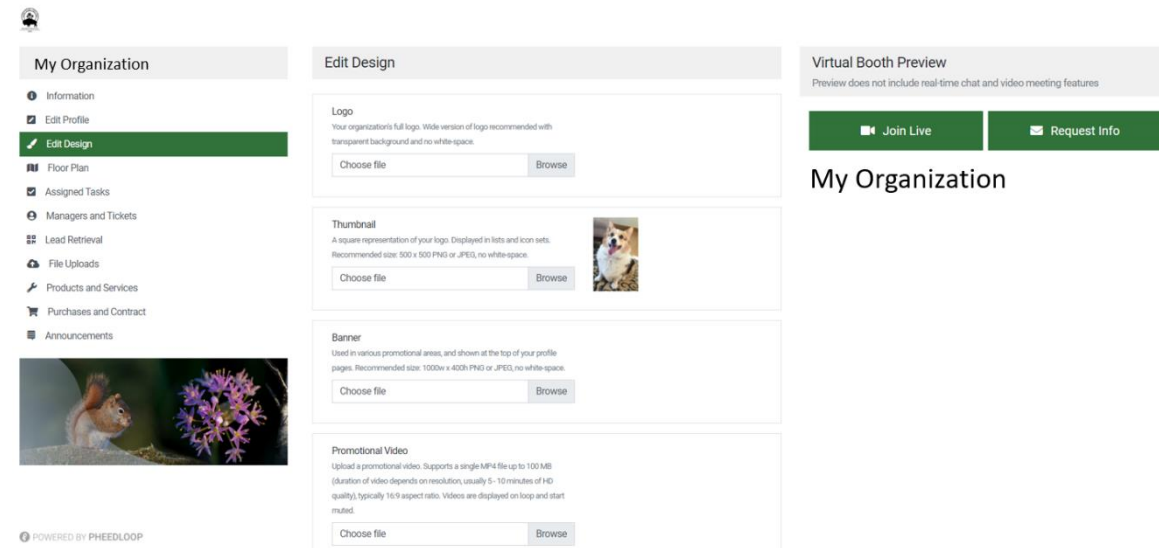 My Organization
Information
Edit Profile
Edit Design
Floor Plan
Assigned Tasks
Managers and Tickets
Lead Retrieval
File Uploads
Products and Services
Purchases and Contract
Announcements
POWERED BY PHEEDLOOP
Edit Design
Logo
Your organization's full logo. Wide version of logo recommended with
transparent background and no white-space.
Choose file Browse
Thumbnail
A square representation of your logo. Displayed in lists and icon sets.
Recommended size: 500 x 500 PNG or JPEG, no white-space.
Choose file Browse
Banner
Used in various promotional areas, and shown at the top of your profile
pages. Recommended size: 1000w x 400h PNG or JPEG, no white-space.
Choose file Browse
Promotional Video
Upload a promotional video. Supports a single MP4 file up to 100 MB
(duration of video depends on resolution, usually 5 - 10 minutes of HD
quality), typically 16:9 aspect ratio. Videos are displayed on loop and start
muted.
Choose file Browse
Virtual Booth Preview
Preview does not include real-time chat and video meeting features
Join Live Request Info
My Organization